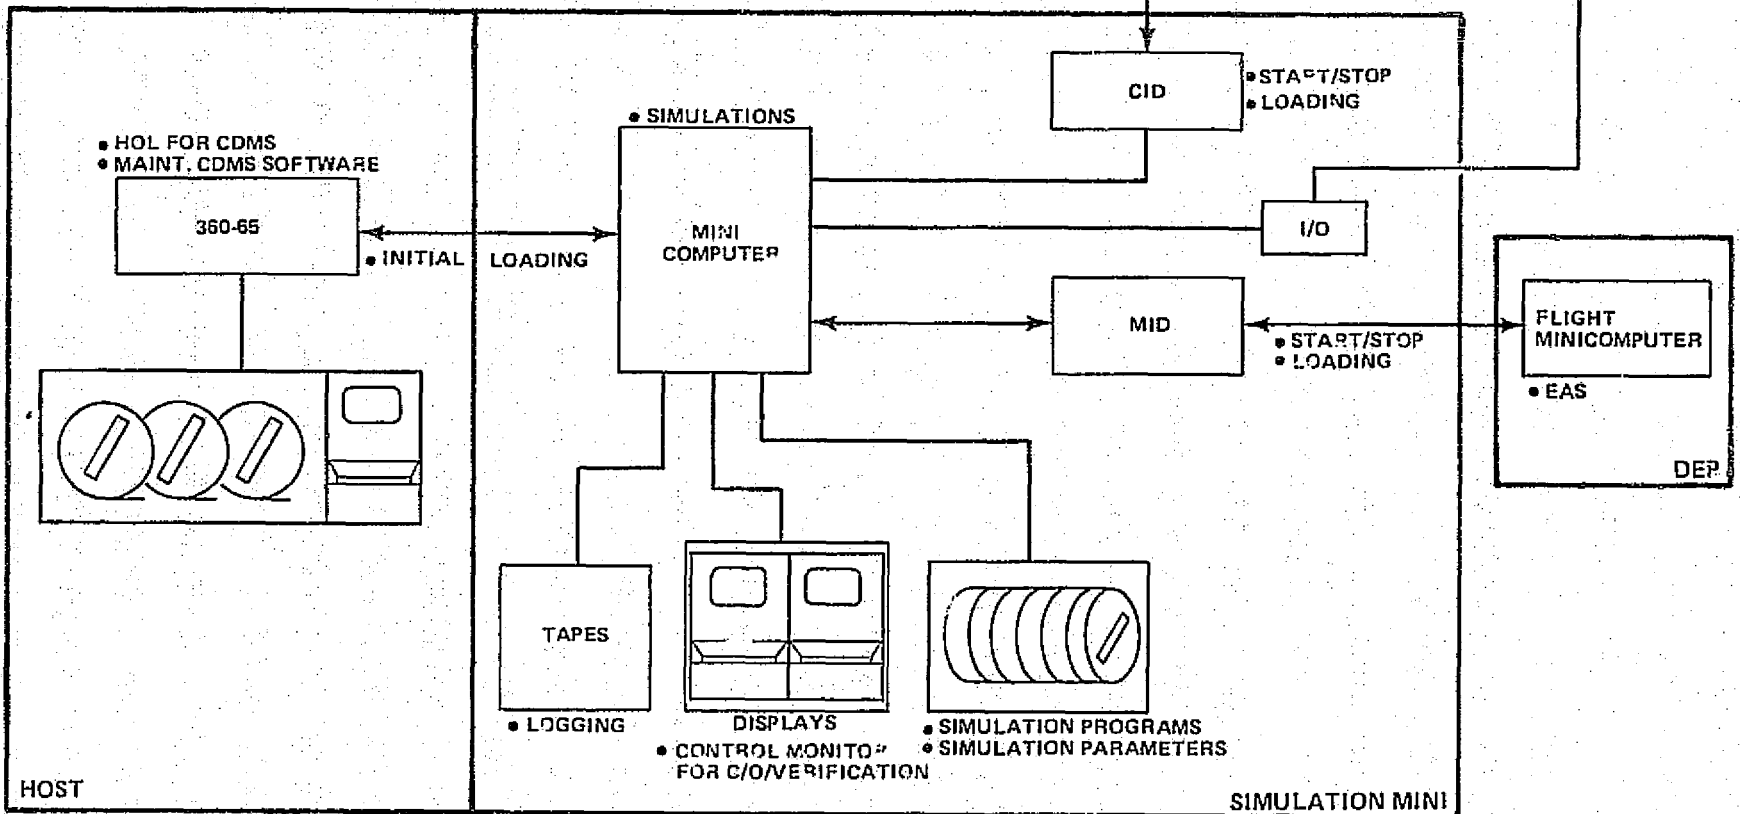 • HOL FOR CDMS
• MAINT. CDMS SOFTWARE
360-65
• INITIAL LOADING
HOST
• SIMULATIONS
MINI
COMPUTER
CID
• START/STOP
• LOADING
I/O
MID
• START/STOP
• LOADING
FLIGHT
MINICOMPUTER
• EAS
DEP
TAPES
• LOGGING
DISPLAYS
• CONTROL MONITOR
FOR C/O/VERIFICATION
• SIMULATION PROGRAMS
• SIMULATION PARAMETERS
SIMULATION MINI